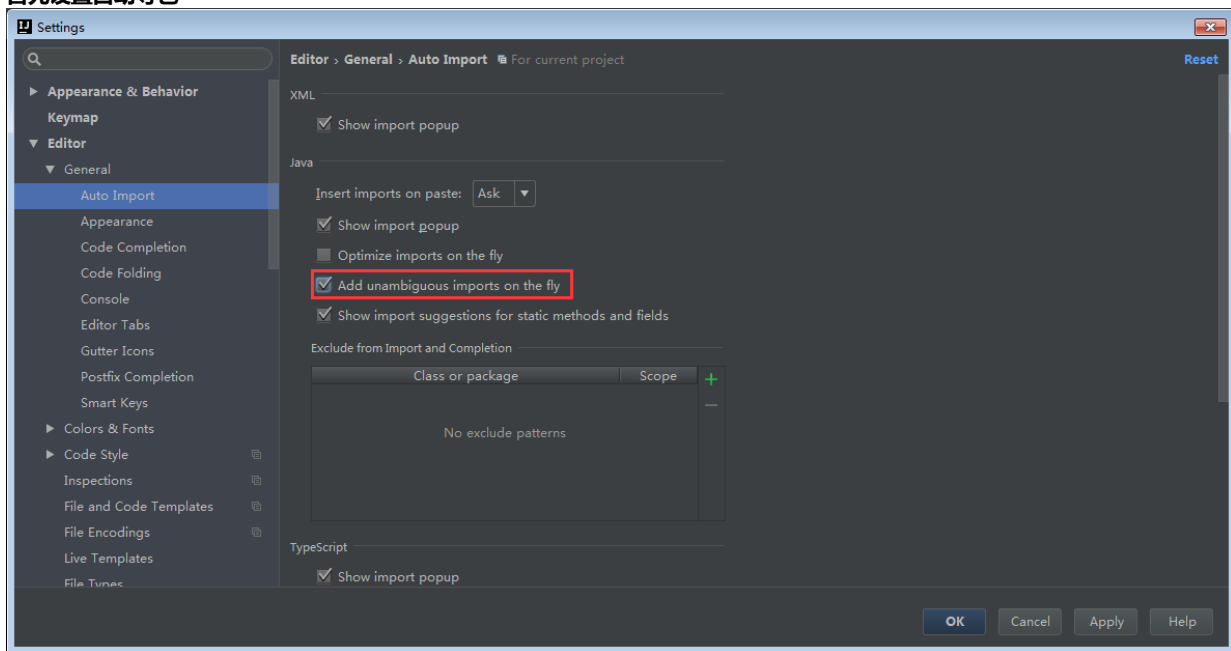 Settings
Editor › General › Auto Import For current project
Reset
Appearance & Behavior
Keymap
Editor
General
Auto Import
Appearance
Code Completion
Code Folding
Console
Editor Tabs
Gutter Icons
Postfix Completion
Smart Keys
Colors & Fonts
Code Style
Inspections
File and Code Templates
File Encodings
Live Templates
File Types
XML
Show import popup
Java
Insert imports on paste: Ask
Show import popup
Optimize imports on the fly
Add unambiguous imports on the fly
Show import suggestions for static methods and fields
Exclude from Import and Completion
Class or package Scope
No exclude patterns
TypeScript
Show import popup
OK Cancel Apply Help